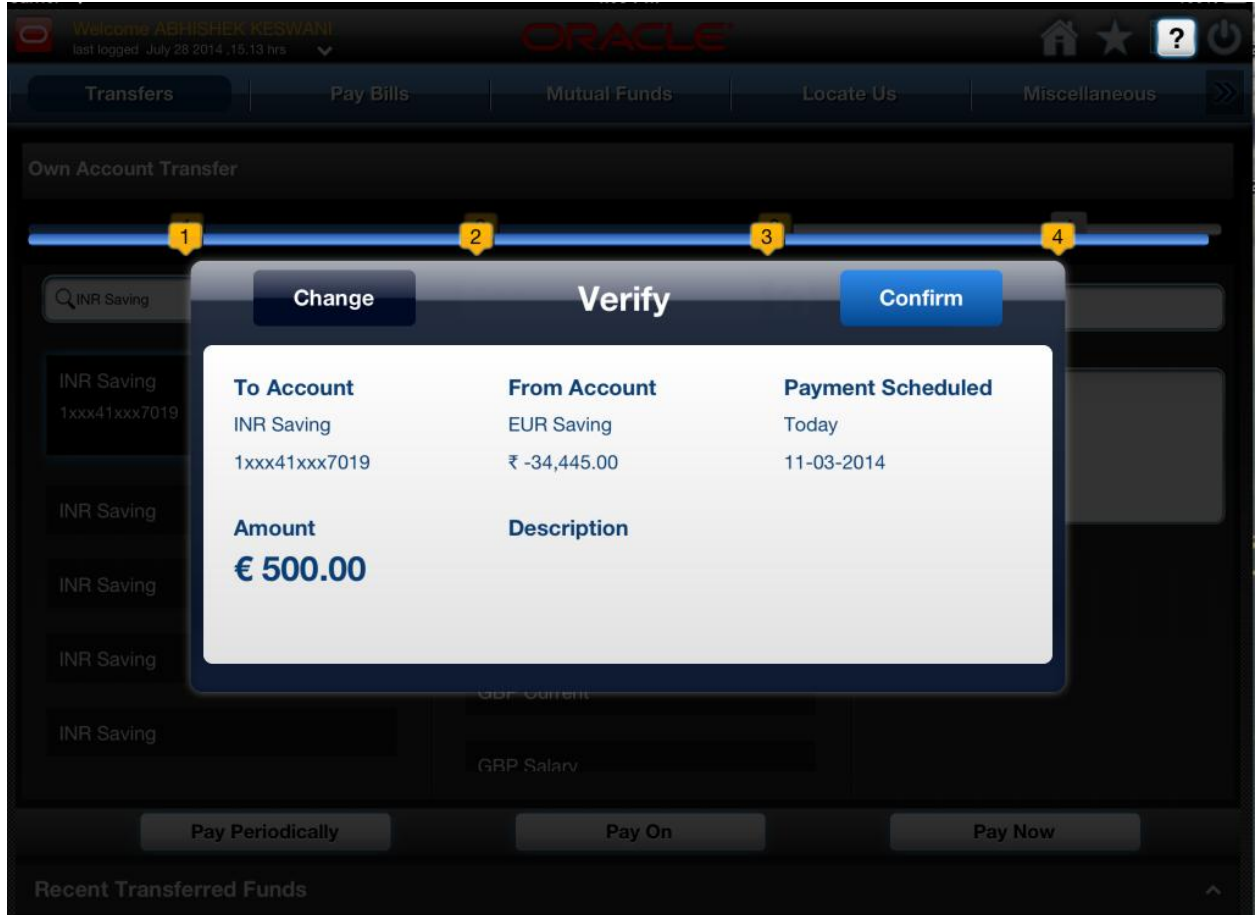 Welcome ABHISHEK KESWANI
last logged July 28 2014 ,15.13 hrs
ORACLE
?
Transfers
Pay Bills
Mutual Funds
Locate Us
Miscellaneous
Own Account Transfer
1
2
3
4
INR Saving
Change
Verify
Confirm
INR Saving
1xxx41xxx7019
To Account
From Account
Payment Scheduled
INR Saving
EUR Saving
Today
1xxx41xxx7019
₹ -34,445.00
11-03-2014
INR Saving
Amount
Description
€ 500.00
INR Saving
INR Saving
GBP Current
INR Saving
GBP Salary
Pay Periodically
Pay On
Pay Now
Recent Transferred Funds